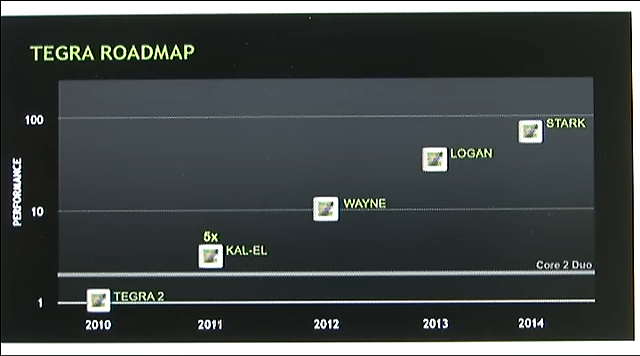 TEGRA ROADMAP
100
STARK
LOGAN
PERFORMANCE
10
WAYNE
5x
KAL-EL
Core 2 Duo
1
TEGRA 2
2010 2011 2012 2013 2014